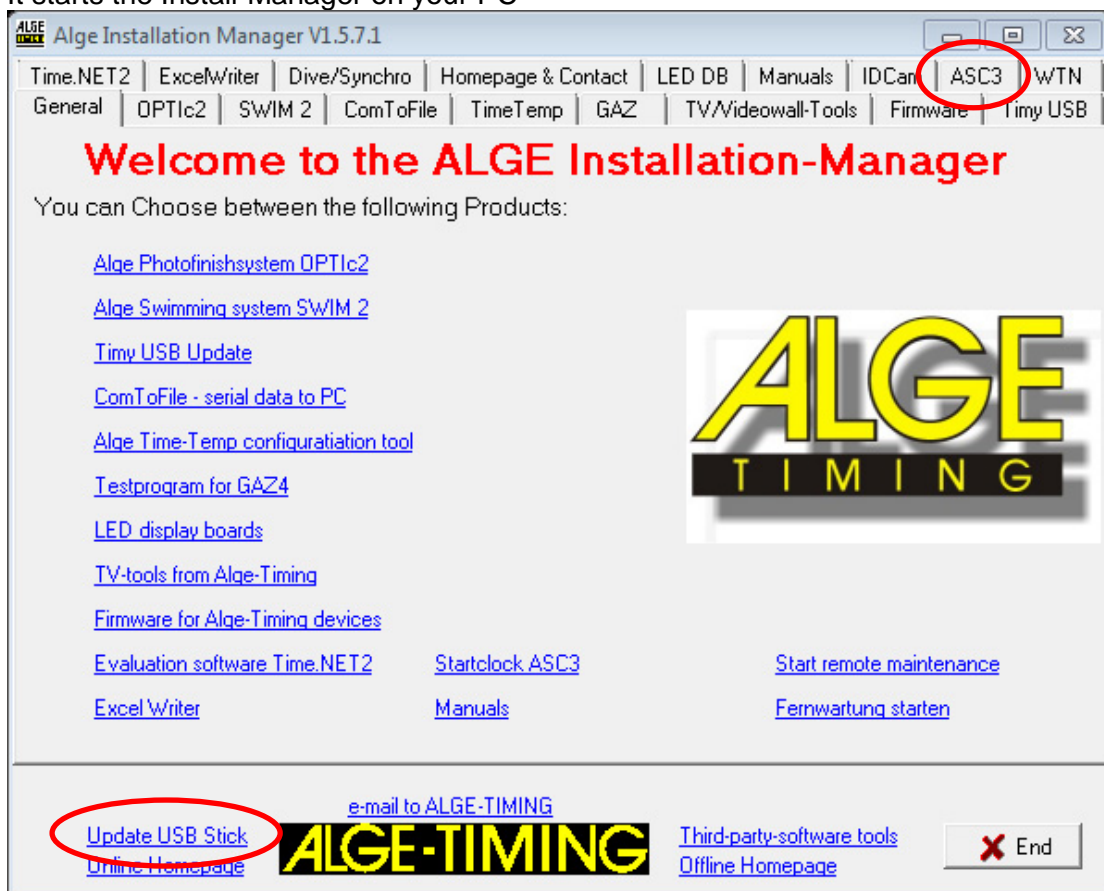 It starts the Install Manager on your PC
ALGE TIMING Alge Installation Manager V1.5.7.1
Time.NET2 ExcelWriter Dive/Synchro Homepage & Contact LED DB Manuals IDCam ASC3 WTN
General OPTIc2 SWIM 2 ComToFile TimeTemp GAZ TV/Videowall-Tools Firmware Timy USB
Welcome to the ALGE Installation-Manager
You can Choose between the following Products:
Alge Photofinishsystem OPTIc2
Alge Swimming system SWIM 2
Timy USB Update
ComToFile - serial data to PC
Alge Time-Temp configuratiation tool
Testprogram for GAZ4
LED display boards
TV-tools from Alge-Timing
Firmware for Alge-Timing devices
Evaluation software Time.NET2 Startclock ASC3 Start remote maintenance
Excel Writer Manuals Fernwartung starten
ALGE
TIMING
e-mail to ALGE-TIMING
Update USB Stick
Online Homepage
ALGE-TIMING
Third-party-software tools
Offline Homepage
End